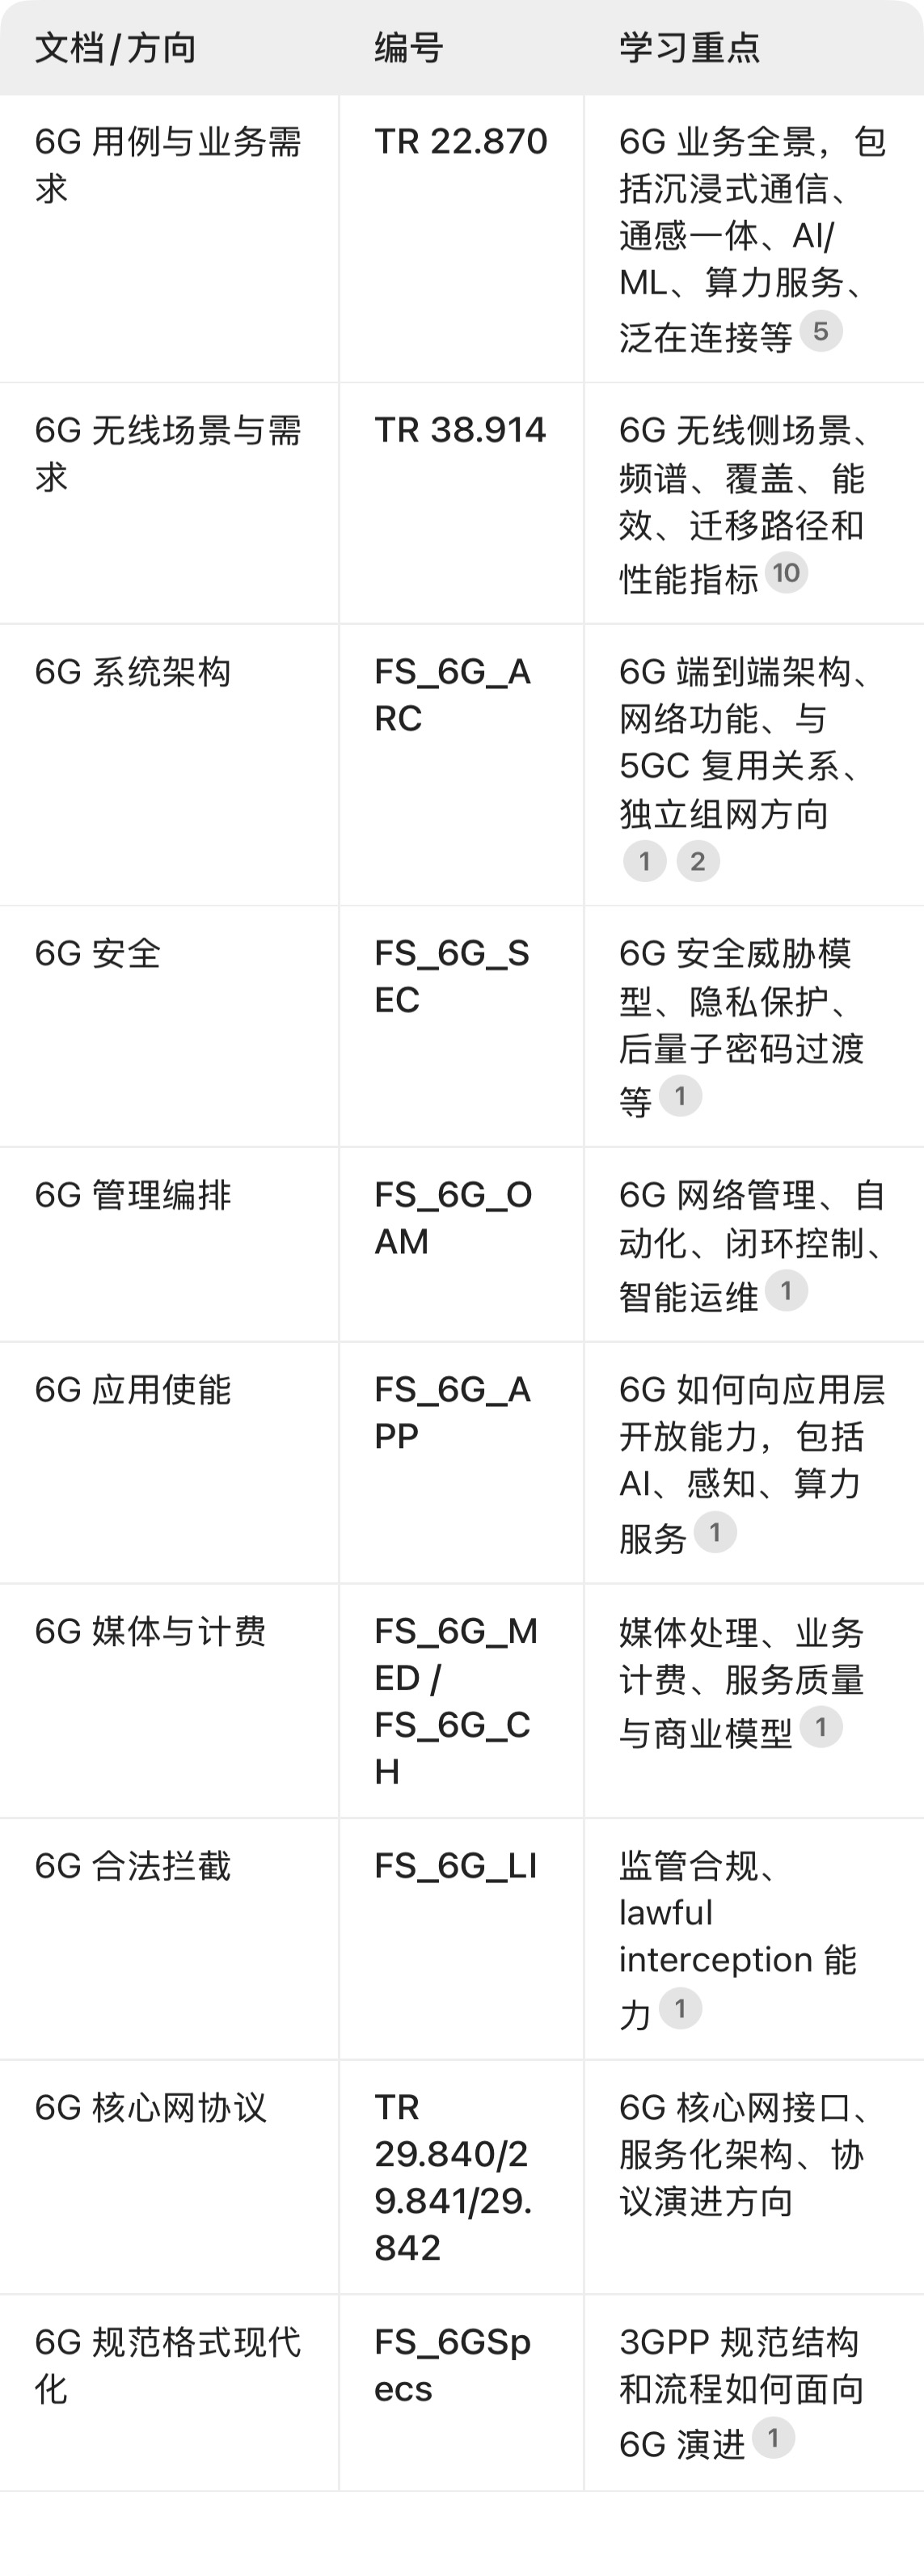 文档/方向
编号
学习重点
6G 用例与业务需
求
TR 22.870
6G 业务全景，包
括沉浸式通信、
通感一体、AI/
ML、算力服务、
泛在连接等 5
6G 无线场景与需
求
TR 38.914
6G 无线侧场景、
频谱、覆盖、能
效、迁移路径和
性能指标 10
6G 系统架构
FS_6G_A
RC
6G 端到端架构、
网络功能、与
5GC 复用关系、
独立组网方向
1 2
6G 安全
FS_6G_S
EC
6G 安全威胁模
型、隐私保护、
后量子密码过渡
等 1
6G 管理编排
FS_6G_O
AM
6G 网络管理、自
动化、闭环控制、
智能运维 1
6G 应用使能
FS_6G_A
PP
6G 如何向应用层
开放能力，包括
AI、感知、算力
服务 1
6G 媒体与计费
FS_6G_M
ED /
FS_6G_C
H
媒体处理、业务
计费、服务质量
与商业模型 1
6G 合法拦截
FS_6G_LI
监管合规、
lawful
interception 能
力 1
6G 核心网协议
TR
29.840/2
9.841/29.
842
6G 核心网接口、
服务化架构、协
议演进方向
6G 规范格式现代
化
FS_6GSp
ecs
3GPP 规范结构
和流程如何面向
6G 演进 1